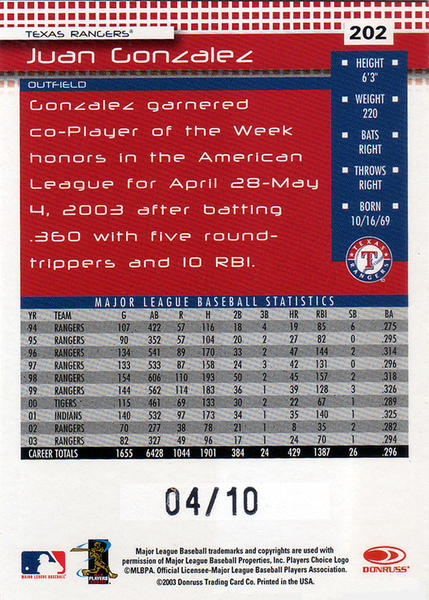 TEXAS RANGERS®
202
Juan Gonzalez
OUTFIELD
Gonzalez garnered
co-Player of the Week
honors in the American
League for April 28-May
4, 2003 after batting
.360 with five round-
trippers and 10 RBI.
HEIGHT
6'3"
WEIGHT
220
BATS
RIGHT
THROWS
RIGHT
BORN
10/16/69
TEXAS
T
RANGERS
MAJOR LEAGUE BASEBALL STATISTICS
YR TEAM G AB R H 2B 3B HR RBI SB BA
94 RANGERS 107 422 57 116 18 4 19 85 6 .275
95 RANGERS 90 352 57 104 20 2 27 82 0 .295
96 RANGERS 134 541 89 170 33 2 47 144 2 .314
97 RANGERS 133 533 87 158 24 3 42 131 0 .296
98 RANGERS 154 606 110 193 50 2 45 157 2 .318
99 RANGERS 144 562 114 183 36 1 39 128 3 .326
00 TIGERS 115 461 69 133 30 2 22 67 1 .289
01 INDIANS 140 532 97 173 34 1 35 140 1 .325
02 RANGERS 70 277 38 78 21 1 8 35 2 .282
03 RANGERS 82 327 49 96 17 1 24 70 1 .294
CAREER TOTALS 1655 6428 1044 1901 384 24 429 1387 26 .296
04/10
MAJOR LEAGUE BASEBALL
PLAYERS
Major League Baseball trademarks and copyrights are used with
permission of Major League Baseball Properties, Inc. Players Choice Logo
©MLBPA. Official Licensee-Major League Baseball Players Association.
©2003 Donruss Trading Card Co. Printed in the USA.
DONRUSS